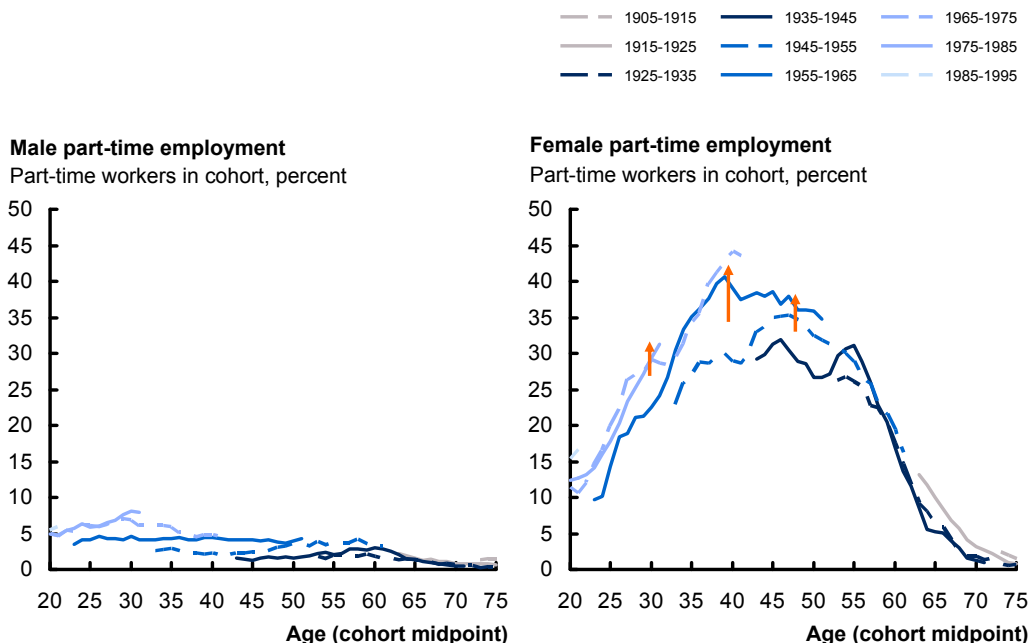 1905-1915 1935-1945 1965-1975
1915-1925 1945-1955 1975-1985
1925-1935 1955-1965 1985-1995
Male part-time employment
Part-time workers in cohort, percent
50
45
40
35
30
25
20
15
10
5
0
20 25 30 35 40 45 50 55 60 65 70 75
Age (cohort midpoint)
Female part-time employment
Part-time workers in cohort, percent
50
45
40
35
30
25
20
15
10
5
0
20 25 30 35 40 45 50 55 60 65 70 75
Age (cohort midpoint)